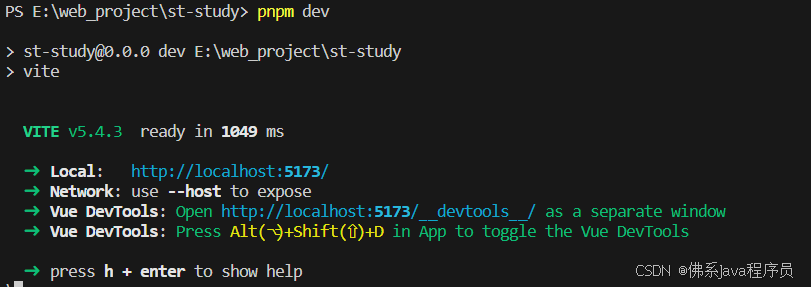 PS E:\web_project\st-study> pnpm dev
> st-study@0.0.0 dev E:\web_project\st-study
> vite
VITE v5.4.3 ready in 1049 ms
➜ Local: http://localhost:5173/
➜ Network: use --host to expose
➜ Vue DevTools: Open http://localhost:5173/__devtools__/ as a separate window
➜ Vue DevTools: Press Alt(⌥)+Shift(⇧)+D in App to toggle the Vue DevTools
➜ press h + enter to show help
CSDN @佛系Java程序员